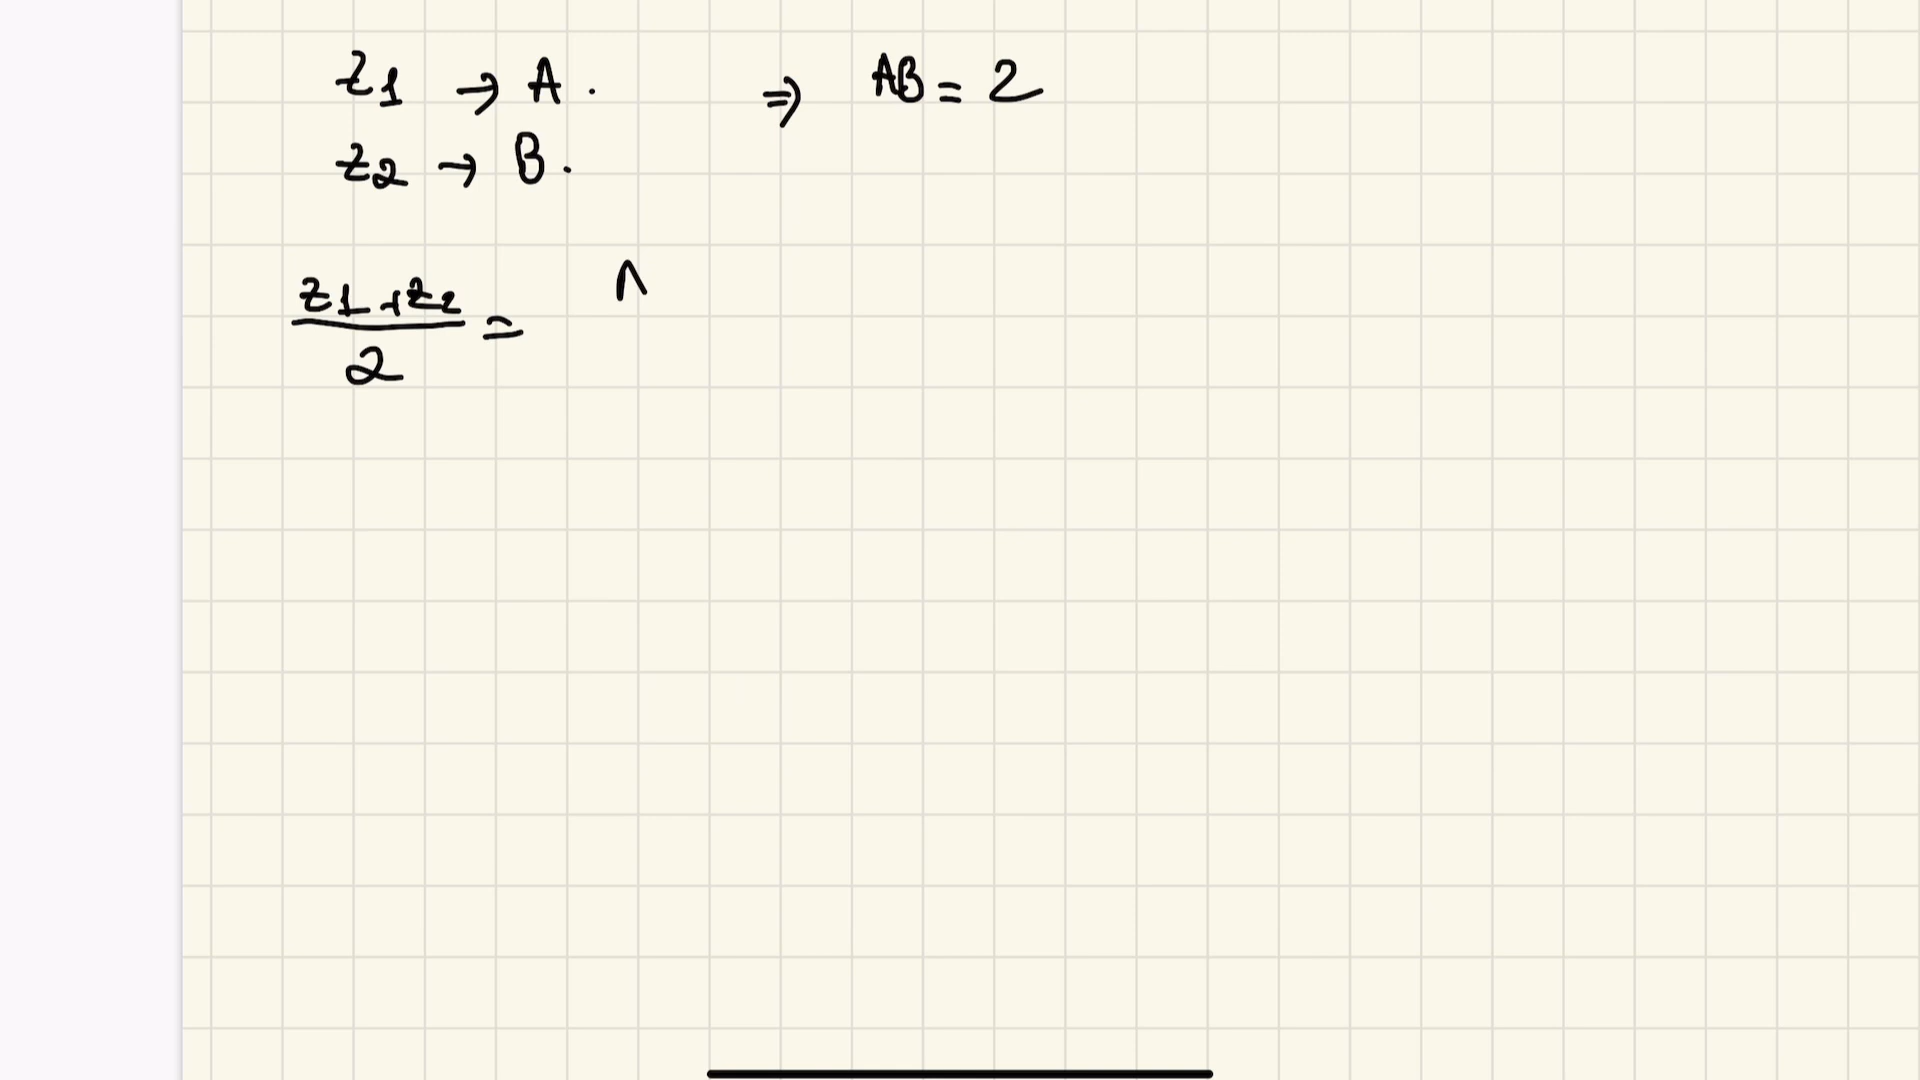 z1 → A. ⇒ AB = 2
z2 → B.
z1+z2 / 2 =